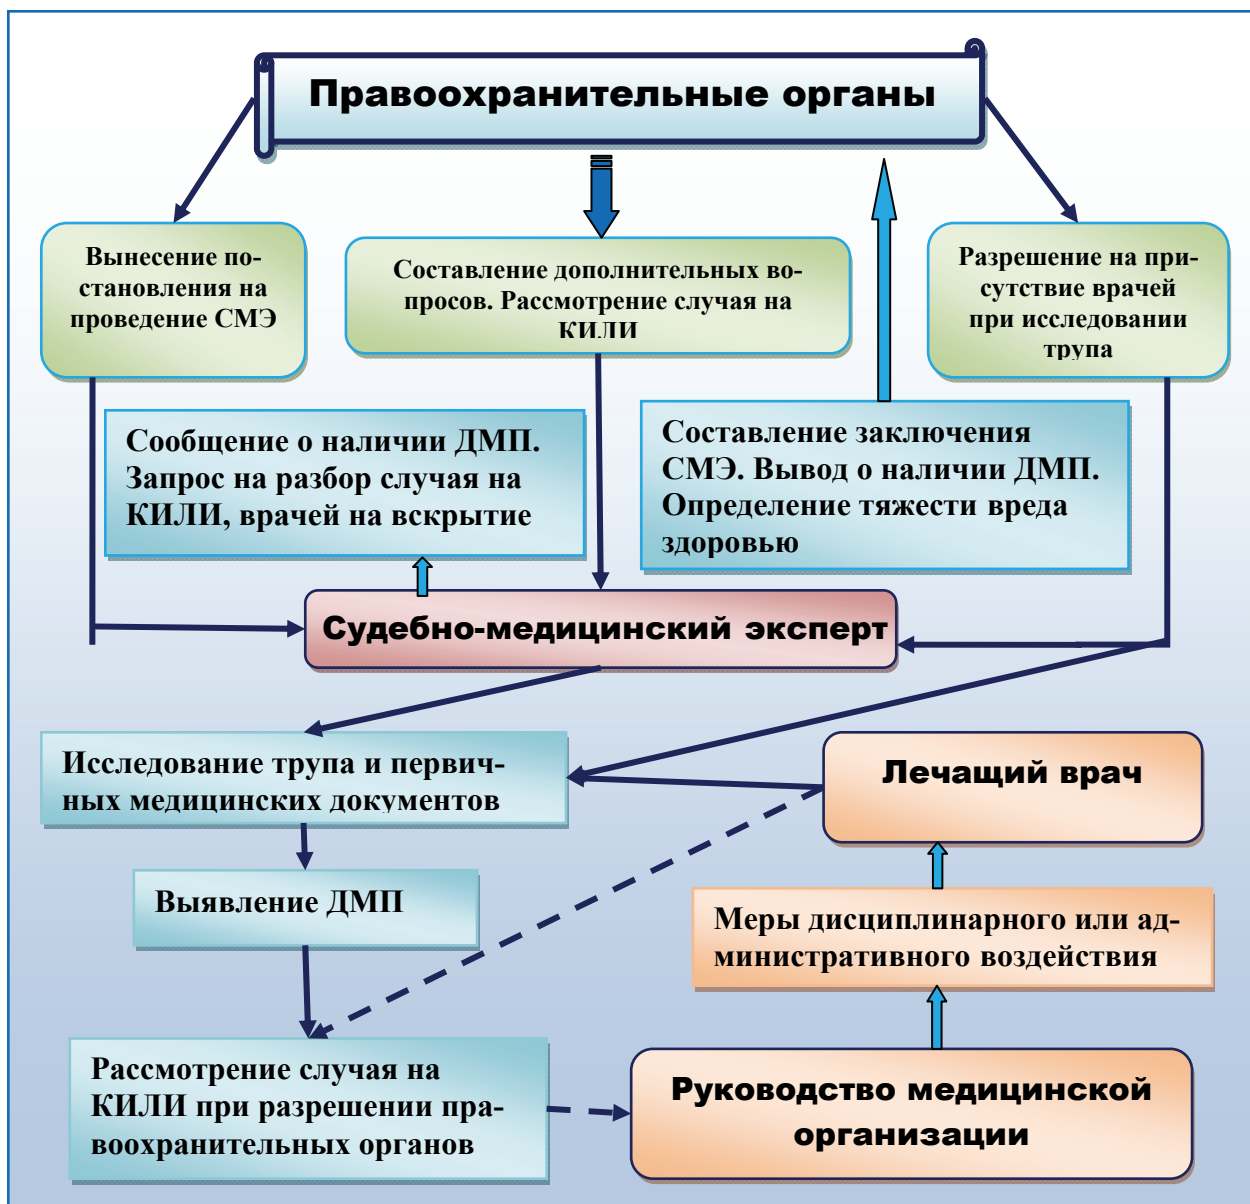 Правоохранительные органы
Вынесение по-
становления на
проведение СМЭ
Составление дополнительных во-
просов. Рассмотрение случая на
КИЛИ
Разрешение на при-
сутствие врачей
при исследовании
трупа
Сообщение о наличии ДМП.
Запрос на разбор случая на
КИЛИ, врачей на вскрытие
Составление заключения
СМЭ. Вывод о наличии ДМП.
Определение тяжести вреда
здоровью
Судебно-медицинский эксперт
Исследование трупа и первич-
ных медицинских документов
Лечащий врач
Выявление ДМП
Меры дисциплинарного или ад-
министративного воздействия
Рассмотрение случая на
КИЛИ при разрешении пра-
воохранительных органов
Руководство медицинской
организации